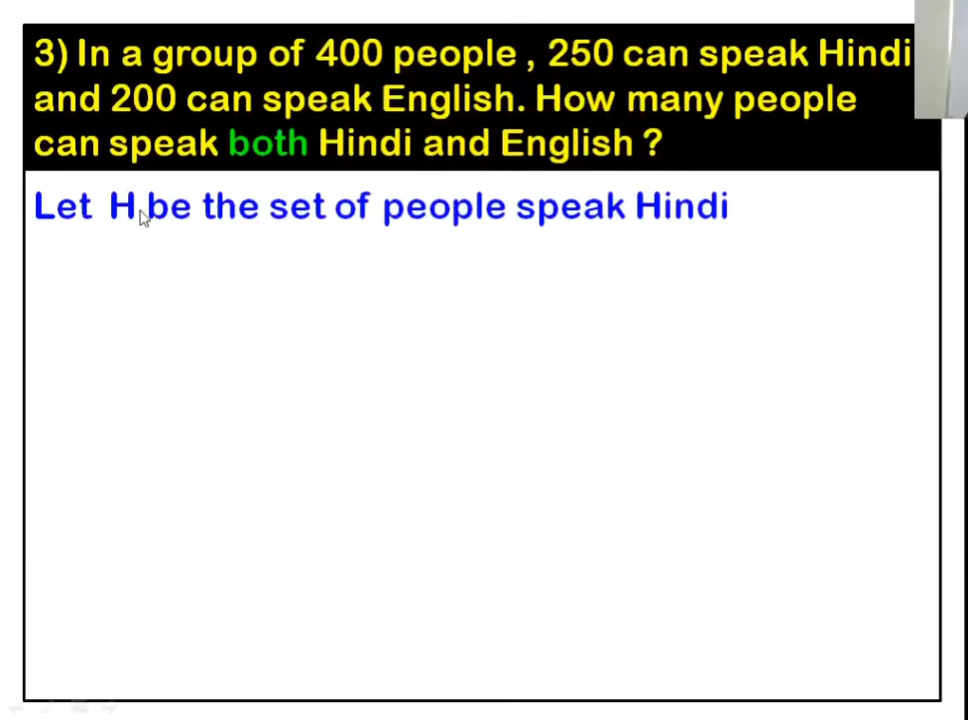 3) In a group of 400 people , 250 can speak Hindi
and 200 can speak English. How many people
can speak both Hindi and English ?
Let H be the set of people speak Hindi